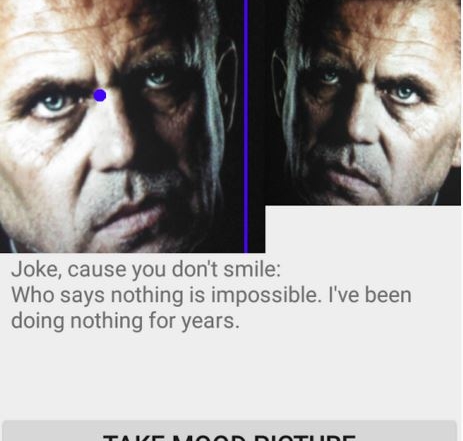 Joke, cause you don't smile:
Who says nothing is impossible. I've been
doing nothing for years.
TAKE MOOD PICTURE